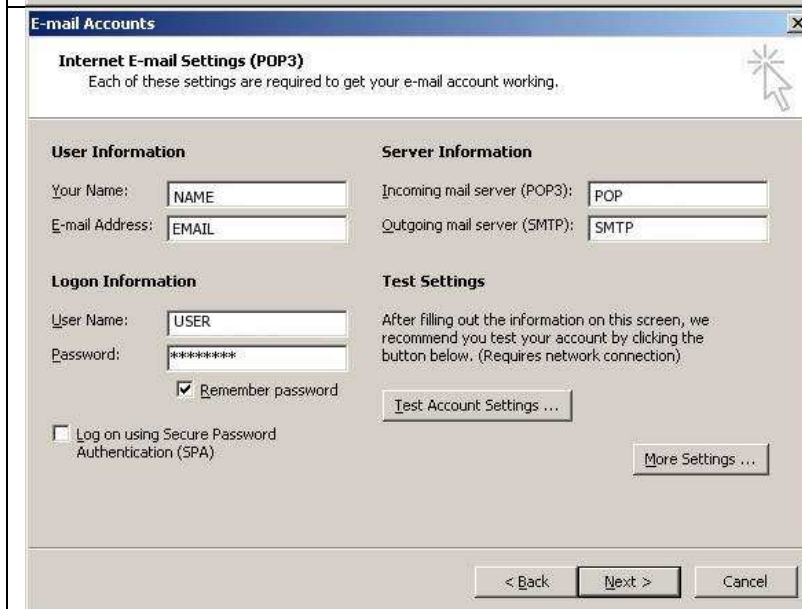 E-mail Accounts
Internet E-mail Settings (POP3)
Each of these settings are required to get your e-mail account working.
User Information
Your Name: NAME
E-mail Address: EMAIL
Logon Information
User Name: USER
Password: ********
Remember password
Log on using Secure Password
Authentication (SPA)
Server Information
Incoming mail server (POP3): POP
Outgoing mail server (SMTP): SMTP
Test Settings
After filling out the information on this screen, we
recommend you test your account by clicking the
button below. (Requires network connection)
Test Account Settings ...
More Settings ...
< Back Next > Cancel